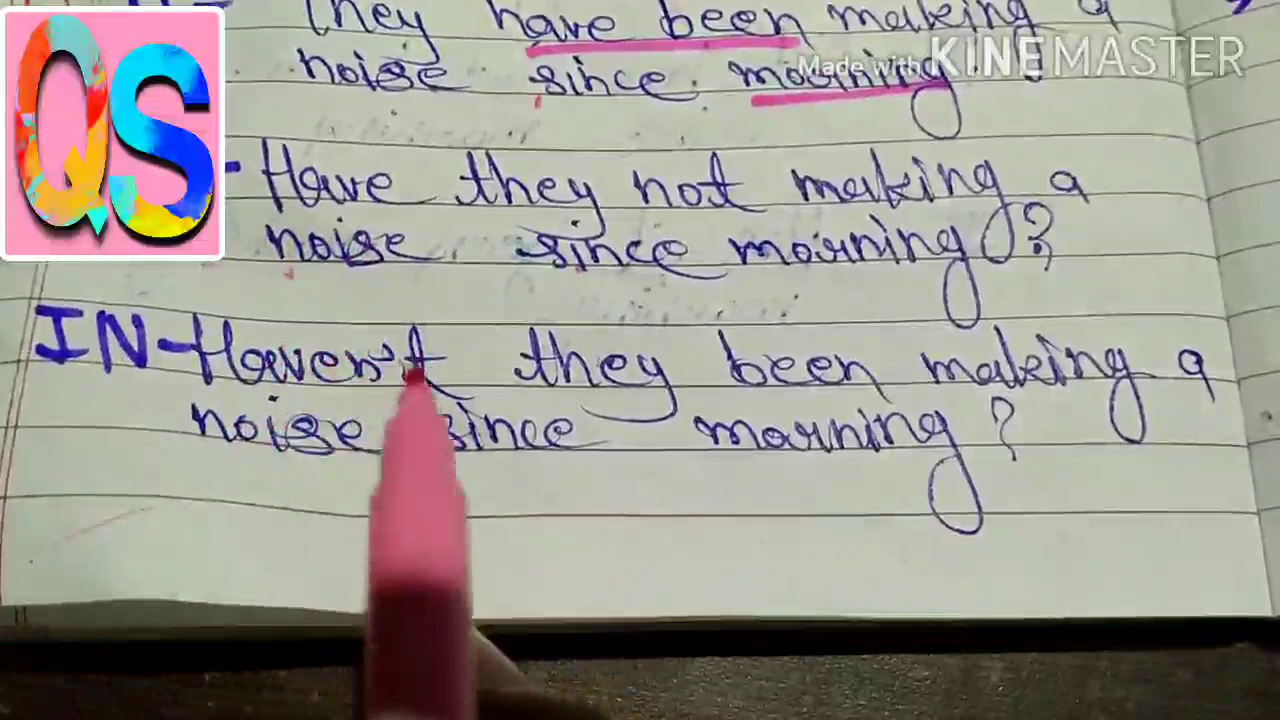 They have been making a
noise since morning ?
Made with KINEMASTER
QS
- Have they not making a
noise since morning ?
IN- Haven't they been making a
noise since morning ?